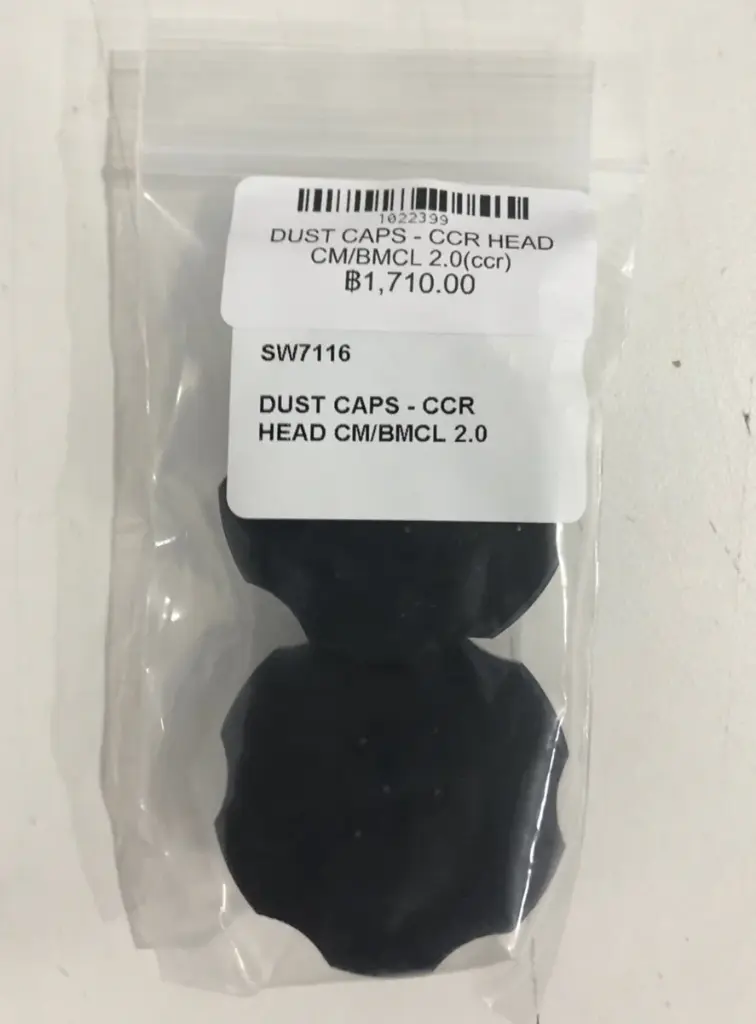 1022399
DUST CAPS - CCR HEAD
CM/BMCL 2.0(ccr)
฿1,710.00
SW7116
DUST CAPS - CCR
HEAD CM/BMCL 2.0